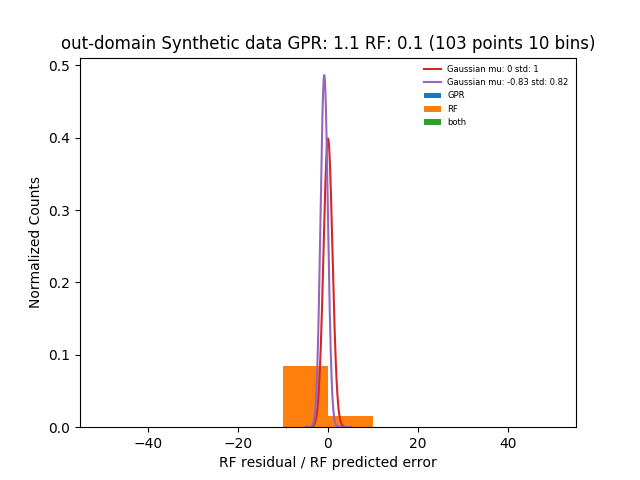 out-domain Synthetic data GPR: 1.1 RF: 0.1 (103 points 10 bins)
Gaussian mu: 0 std: 1
Gaussian mu: -0.83 std: 0.82
GPR
RF
both
Normalized Counts
0.5
0.4
0.3
0.2
0.1
0.0
−40
−20
0
20
40
RF residual / RF predicted error